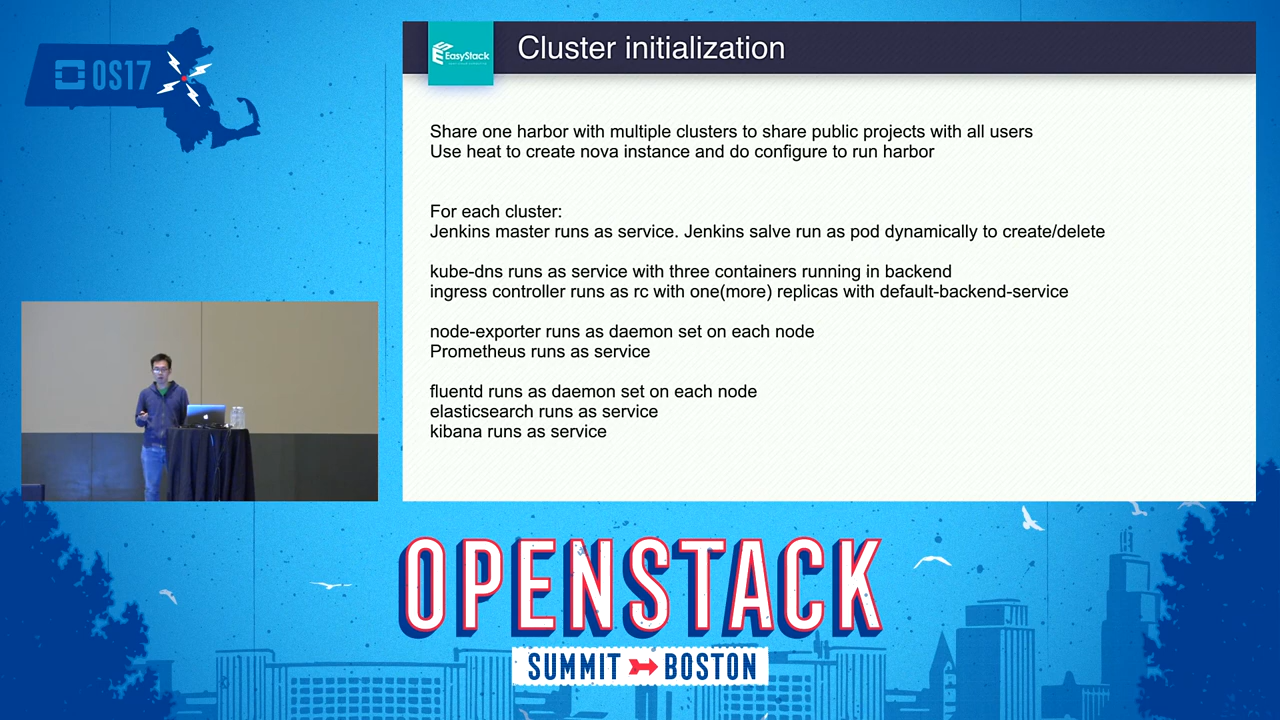 OS17
EasyStack
Cluster initialization
Share one harbor with multiple clusters to share public projects with all users
Use heat to create nova instance and do configure to run harbor
For each cluster:
Jenkins master runs as service. Jenkins salve run as pod dynamically to create/delete
kube-dns runs as service with three containers running in backend
ingress controller runs as rc with one(more) replicas with default-backend-service
node-exporter runs as daemon set on each node
Prometheus runs as service
fluentd runs as daemon set on each node
elasticsearch runs as service
kibana runs as service
OPENSTACK
SUMMIT BOSTON